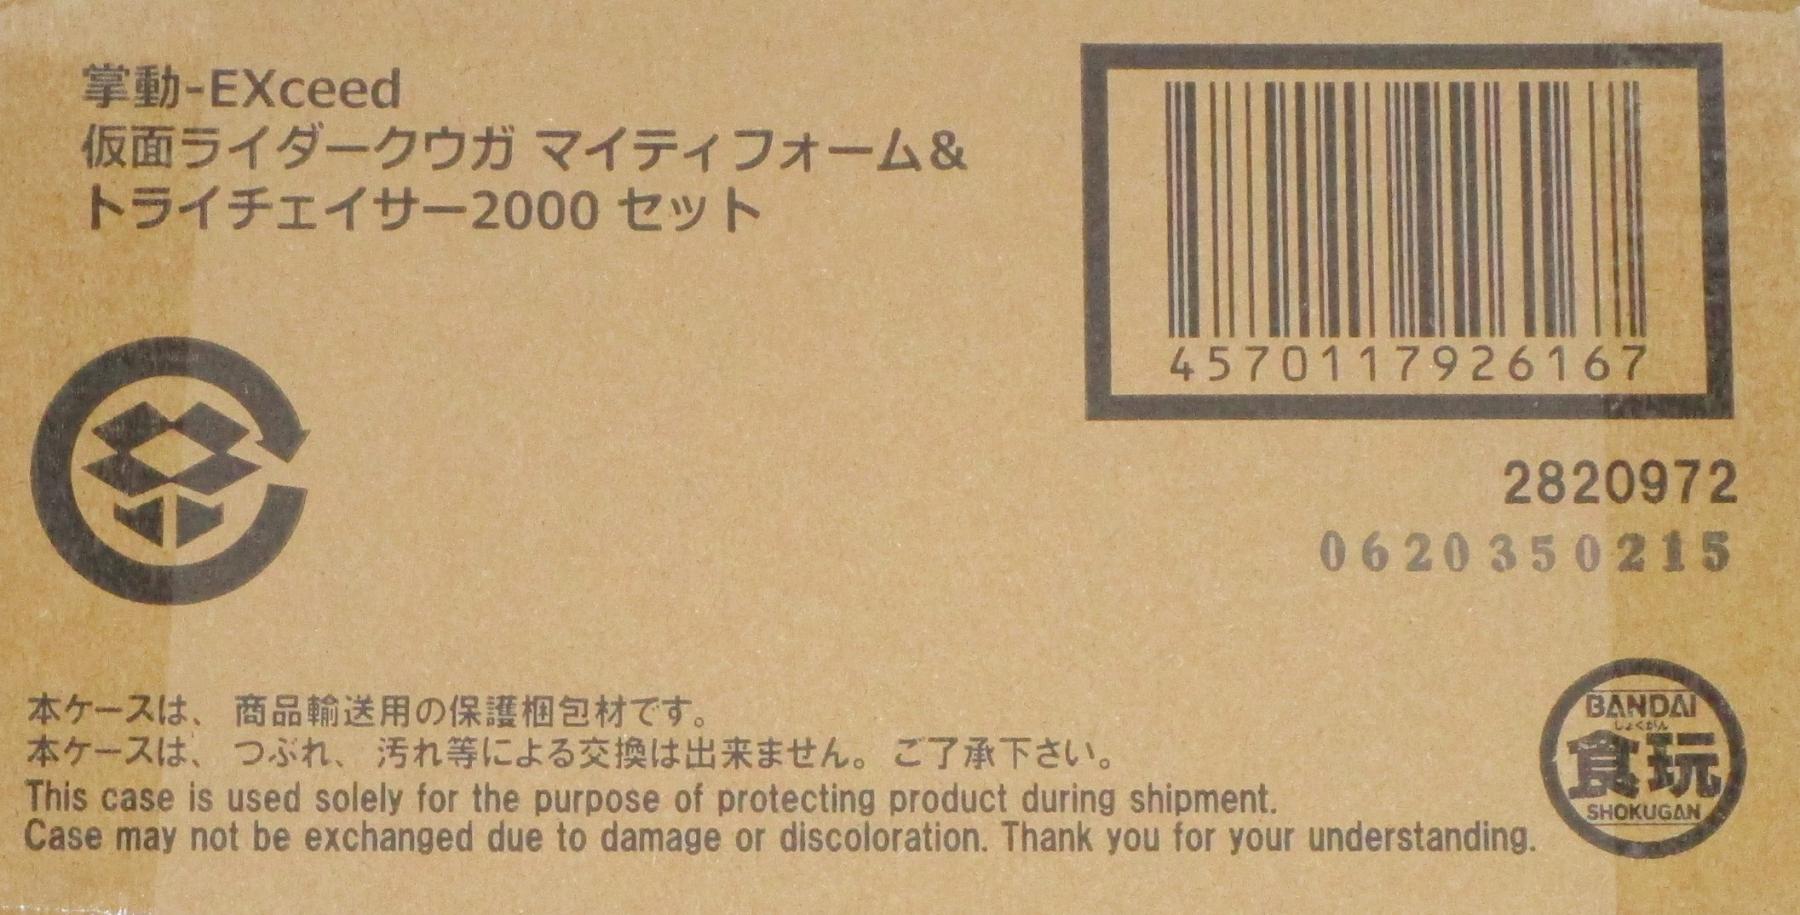 掌動-EXceed
仮面ライダークウガ マイティフォーム&
トライチェイサー2000 セット
4570117926167
2820972
0620350215
本ケースは、商品輸送用の保護梱包材です。
本ケースは、つぶれ、汚れ等による交換は出来ません。ご了承下さい。
This case is used solely for the purpose of protecting product during shipment.
Case may not be exchanged due to damage or discoloration. Thank you for your understanding.
BANDAI
しょくがん
食玩
SHOKUGAN